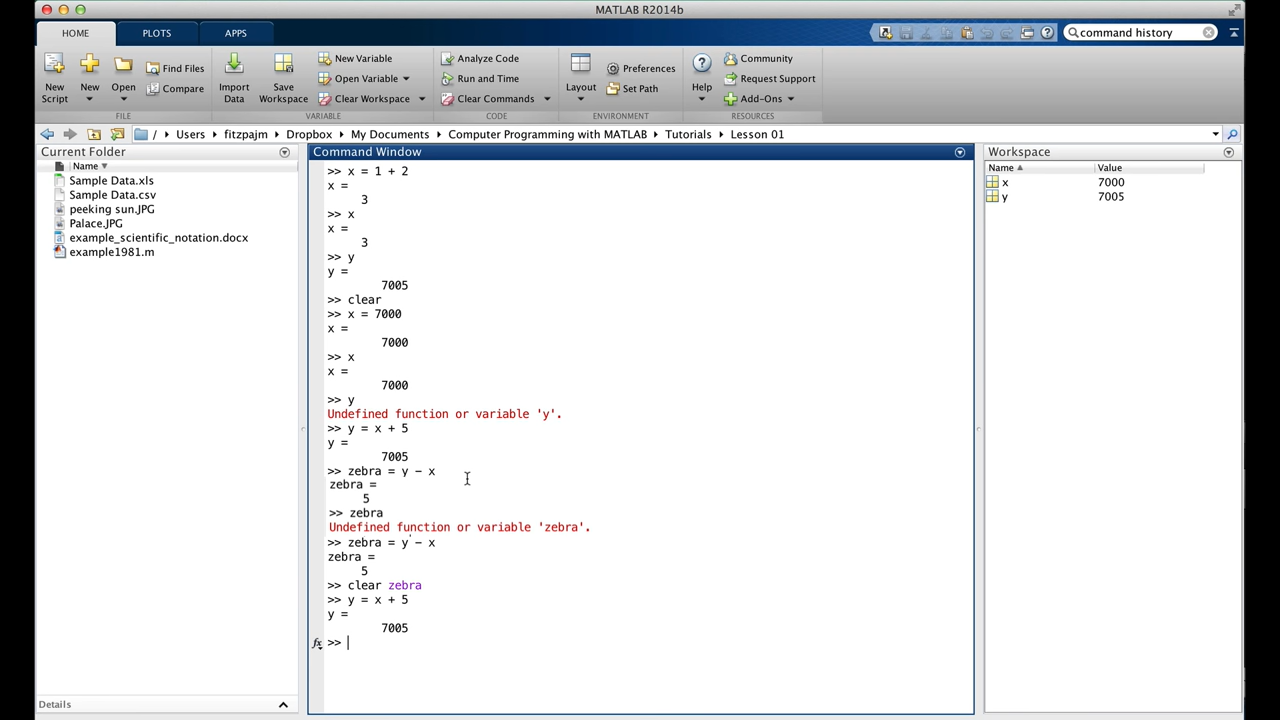 MATLAB R2014b
HOME PLOTS APPS command history
New Script New Open Find Files Compare Import Data Save Workspace New Variable Open Variable Clear Workspace Analyze Code Run and Time Clear Commands Layout Preferences Set Path Help Community Request Support Add-Ons
FILE VARIABLE CODE ENVIRONMENT RESOURCES
/ Users fitzpajm Dropbox My Documents Computer Programming with MATLAB Tutorials Lesson 01
Current Folder
Name
Sample Data.xls
Sample Data.csv
peeking sun.JPG
Palace.JPG
example_scientific_notation.docx
example1981.m
Details
Command Window
>> x = 1 + 2
x =
3
>> x
x =
3
>> y
y =
7005
>> clear
>> x = 7000
x =
7000
>> x
x =
7000
>> y
Undefined function or variable 'y'.
>> y = x + 5
y =
7005
>> zebra = y - x
zebra =
5
>> zebra
Undefined function or variable 'zebra'.
>> zebra = y - x
zebra =
5
>> clear zebra
>> y = x + 5
y =
7005
fx >>
Workspace
Name Value
x 7000
y 7005